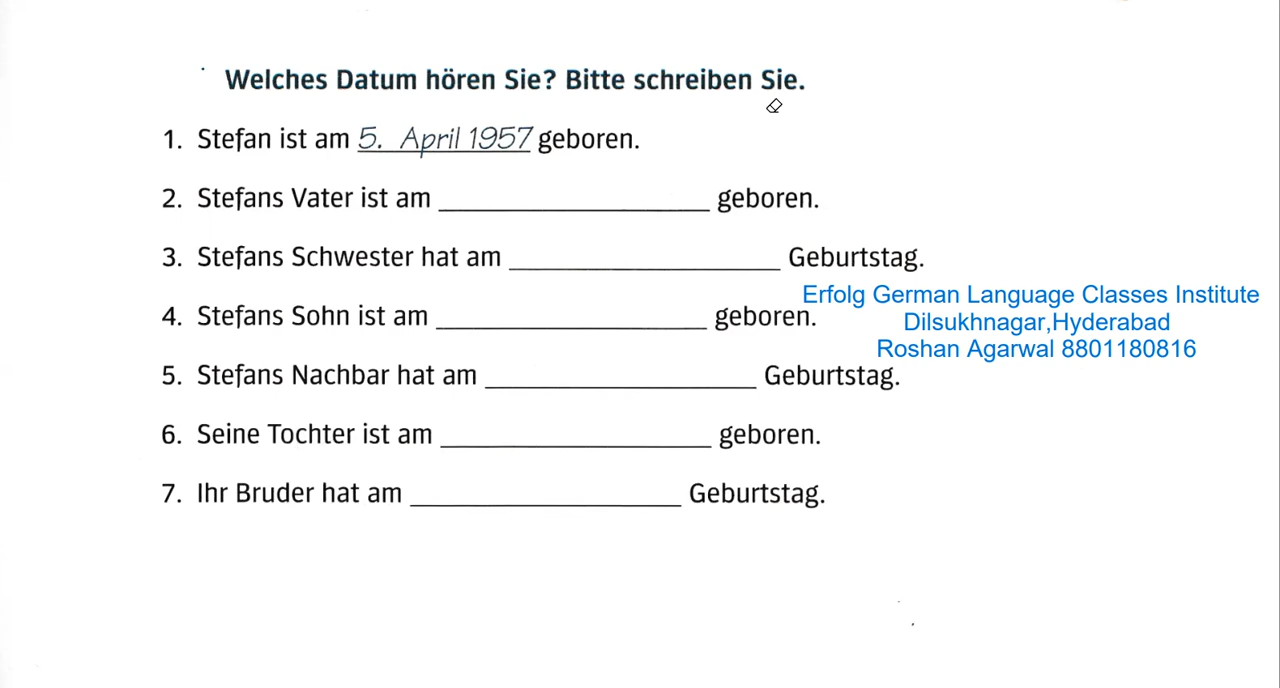 Welches Datum hören Sie? Bitte schreiben Sie.
1. Stefan ist am 5. April 1957 geboren.
2. Stefans Vater ist am ____________________ geboren.
3. Stefans Schwester hat am ____________________ Geburtstag.
Erfolg German Language Classes Institute
4. Stefans Sohn ist am ____________________ geboren.
Dilsukhnagar,Hyderabad
Roshan Agarwal 8801180816
5. Stefans Nachbar hat am ____________________ Geburtstag.
6. Seine Tochter ist am ____________________ geboren.
7. Ihr Bruder hat am ____________________ Geburtstag.